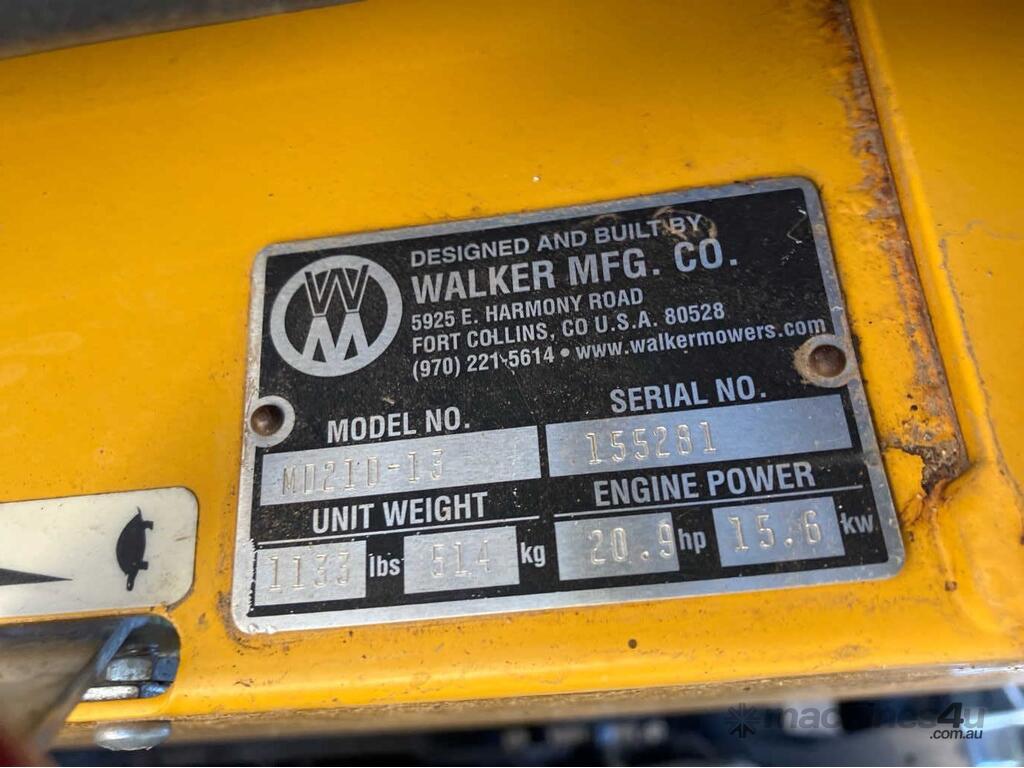 DESIGNED AND BUILT BY
WALKER MFG. CO.
5925 E. HARMONY ROAD
FORT COLLINS, CO U.S.A. 80528
(970) 221-5614 • www.walkermowers.com
MODEL NO.
SERIAL NO.
MD21D-13
155281
UNIT WEIGHT
ENGINE POWER
1133 lbs 514 kg
20.9 hp 15.6 kw
machines4u
.com.au